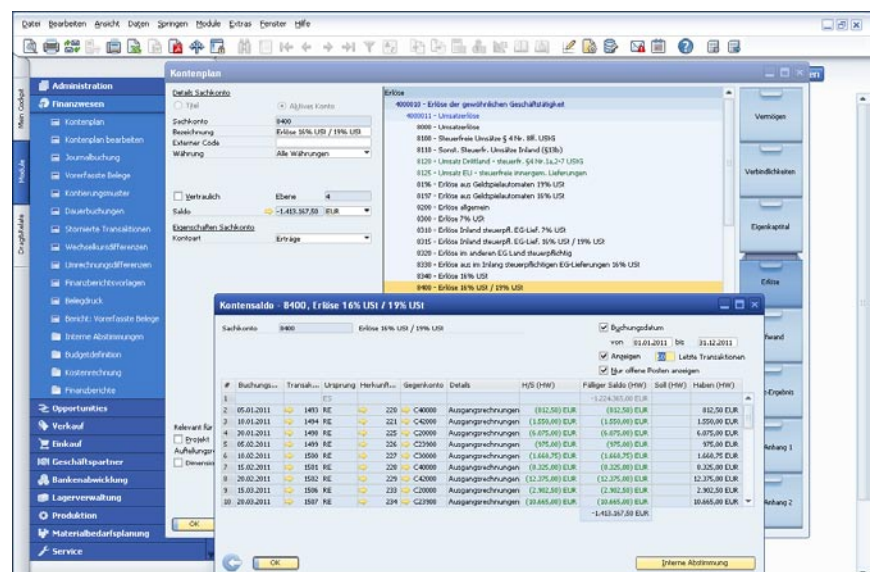 Datei Bearbeiten Ansicht Daten Springen Module Extras Fenster Hilfe
Main Cockpit
Module
Drag&Relate
Administration
Finanzwesen
Kontenplan
Kontenplan bearbeiten
Journalbuchung
Vorerfasste Belege
Kontierungsmuster
Dauerbuchungen
Stornierte Transaktionen
Wechselkursdifferenzen
Umrechnungsdifferenzen
Finanzberichtsvorlagen
Belegdruck
Bericht: Vorerfasste Belege
Interne Abstimmungen
Budgetdefinition
Kostenrechnung
Finanzberichte
Opportunities
Verkauf
Einkauf
Geschäftspartner
Bankenabwicklung
Lagerverwaltung
Produktion
Materialbedarfsplanung
Service
Kontenplan
Details Sachkonto
Titel Aktives Konto
Sachkonto 8400
Bezeichnung Erlöse 16% USt / 19% USt
Externer Code
Währung Alle Währungen
Vertraulich Ebene 4
Saldo -1.413.167,50 EUR
Eigenschaften Sachkonto
Kontoart Erträge
Relevant für
Projekt
OK
Erlöse
4000010 - Erlöse der gewöhnlichen Geschäftstätigkeit
4000011 - Umsatzerlöse
8000 - Umsatzerlöse
8100 - Steuerfreie Umsätze § 4 Nr. 8ff. UStG
8110 - Sonst. Steuerfr. Umsätze Inland (§13b)
8120 - Umsatz Drittland - steuerfr. §4 Nr.1a,2-7 UStG
8125 - Umsatz EU - steuerfreie innergem. Lieferungen
8196 - Erlöse aus Geldspielautomaten 19% USt
8197 - Erlöse aus Geldspielautomaten 16% USt
8200 - Erlöse allgemein
8300 - Erlöse 7% USt
8310 - Erlöse Inland steuerpfl. EG-Lief. 7% USt
8315 - Erlöse Inland steuerpfl. EG-Lief. 16% USt / 19% USt
8320 - Erlöse im anderen EG Land steuerpflichtig
8330 - Erlöse aus im Inlang steuerpflichtigen EG-Lieferungen 16% USt
8340 - Erlöse 16% USt
8400 - Erlöse 16% USt / 19% USt
Vermögen
Verbindlichkeiten
Eigenkapital
Erlöse
fwand
-Ergebnis
Anhang 1
Anhang 2
Kontensaldo - 8400, Erlöse 16% USt / 19% USt
Sachkonto 8400 Erlöse 16% USt / 19% USt
Buchungsdatum
von 01.01.2011 bis 31.12.2011
Anzeigen Letzte Transaktionen
Nur offene Posten anzeigen
# Buchungs... Transak... Ursprung Herkunft... Gegenkonto Details H/S (HW) Fälliger Saldo (HW) Soll (HW) Haben (HW)
1 ES -1.224.365,00 EUR
2 05.01.2011 1493 RE 220 C40000 Ausgangsrechnungen (812,50) EUR (812,50) EUR 812,50 EUR
3 10.01.2011 1494 RE 221 C42000 Ausgangsrechnungen (1.550,00) EUR (1.550,00) EUR 1.550,00 EUR
4 20.01.2011 1498 RE 225 C20000 Ausgangsrechnungen (6.075,00) EUR (6.075,00) EUR 6.075,00 EUR
5 05.02.2011 1499 RE 226 C23900 Ausgangsrechnungen (975,00) EUR (975,00) EUR 975,00 EUR
6 10.02.2011 1500 RE 227 C30000 Ausgangsrechnungen (1.660,75) EUR (1.660,75) EUR 1.660,75 EUR
7 15.02.2011 1501 RE 228 C40000 Ausgangsrechnungen (8.325,00) EUR (8.325,00) EUR 8.325,00 EUR
8 20.02.2011 1502 RE 229 C42000 Ausgangsrechnungen (12.375,00) EUR (12.375,00) EUR 12.375,00 EUR
9 15.03.2011 1506 RE 233 C20000 Ausgangsrechnungen (2.902,50) EUR (2.902,50) EUR 2.902,50 EUR
10 20.03.2011 1507 RE 234 C23900 Ausgangsrechnungen (10.665,00) EUR (10.665,00) EUR 10.665,00 EUR
-1.413.167,50 EUR
OK
Interne Abstimmung